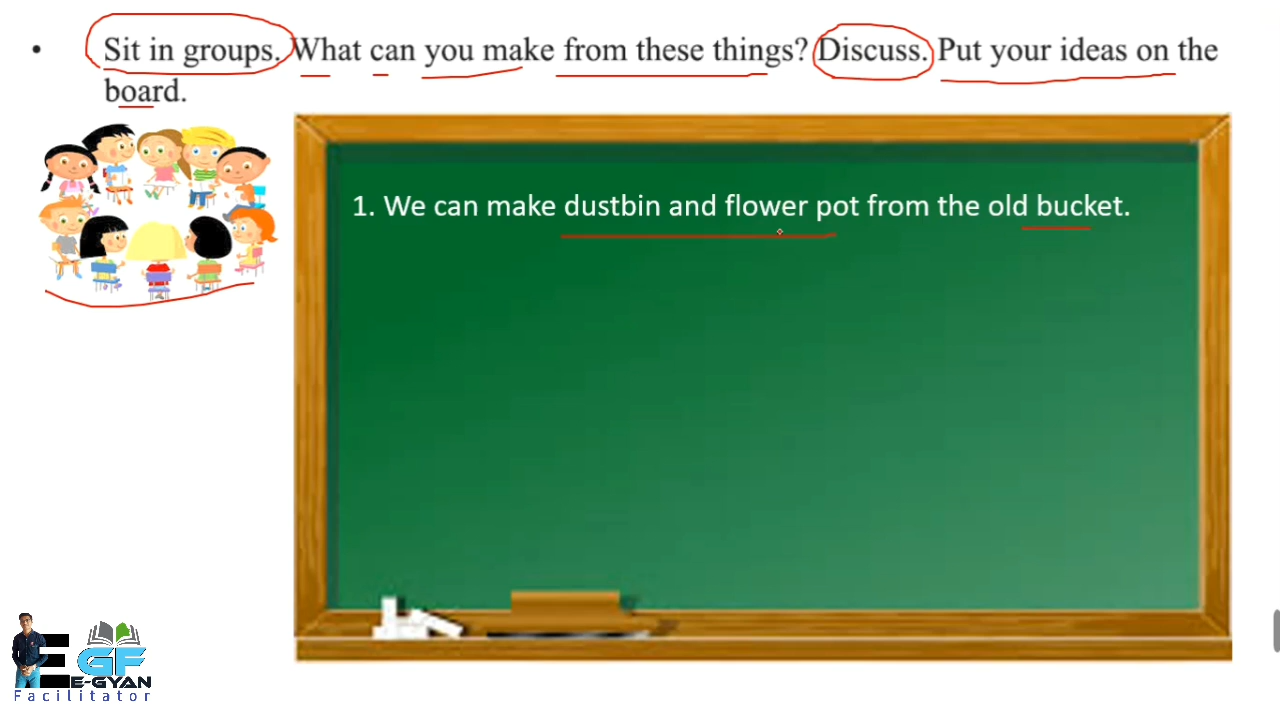 • Sit in groups. What can you make from these things? Discuss. Put your ideas on the
board.
1. We can make dustbin and flower pot from the old bucket.
EGF
E-GYAN
Facilitator